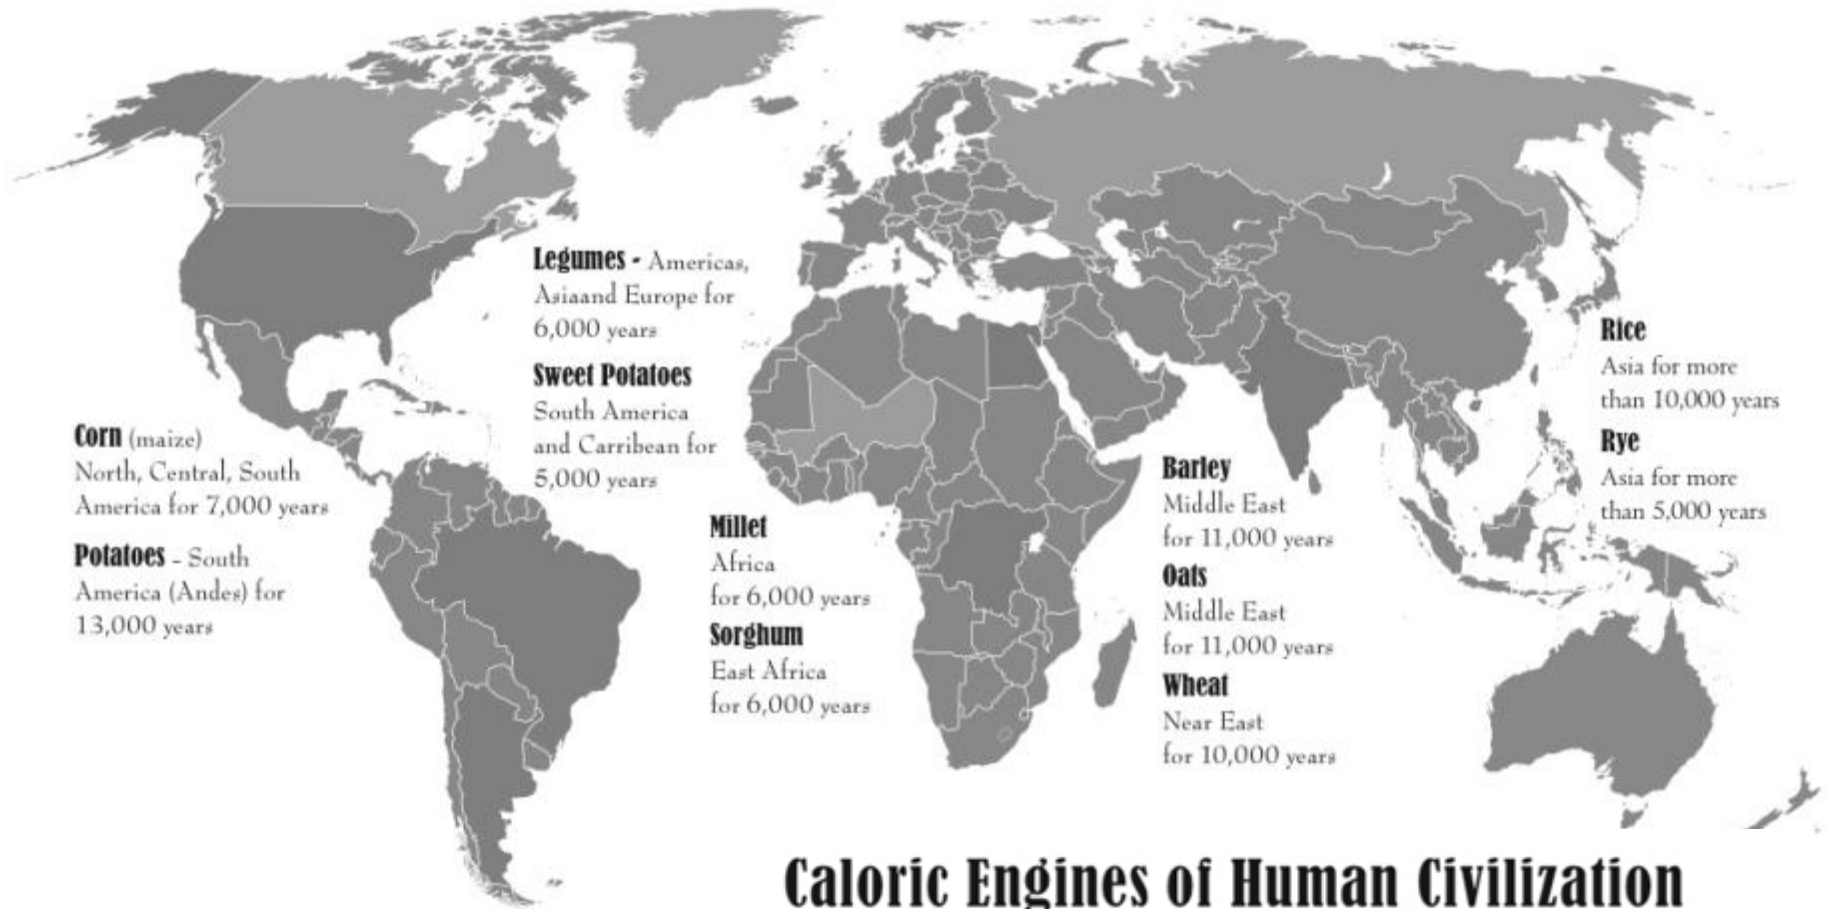 Legumes - Americas,
Asiaand Europe for
6,000 years
Sweet Potatoes
South America
and Carribean for
5,000 years
Corn (maize)
North, Central, South
America for 7,000 years
Potatoes - South
America (Andes) for
13,000 years
Millet
Africa
for 6,000 years
Sorghum
East Africa
for 6,000 years
Barley
Middle East
for 11,000 years
Oats
Middle East
for 11,000 years
Wheat
Near East
for 10,000 years
Rice
Asia for more
than 10,000 years
Rye
Asia for more
than 5,000 years
Caloric Engines of Human Civilization